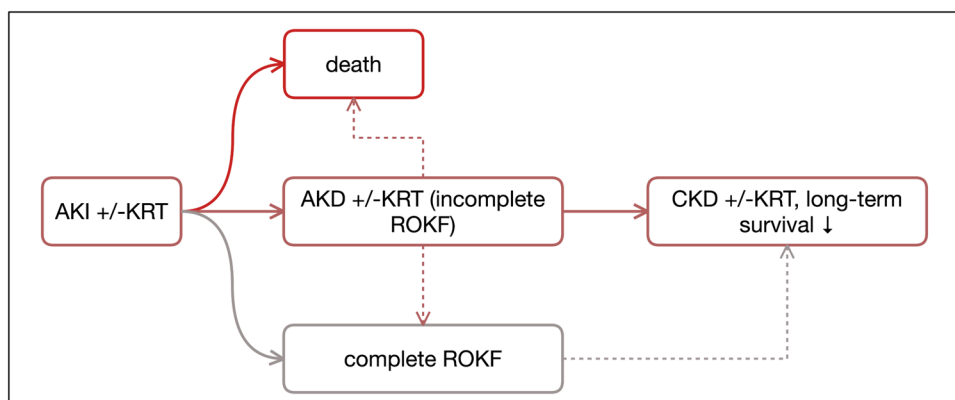 death
AKI +/-KRT
AKD +/-KRT (incomplete
ROKF)
CKD +/-KRT, long-term
survival ↓
complete ROKF